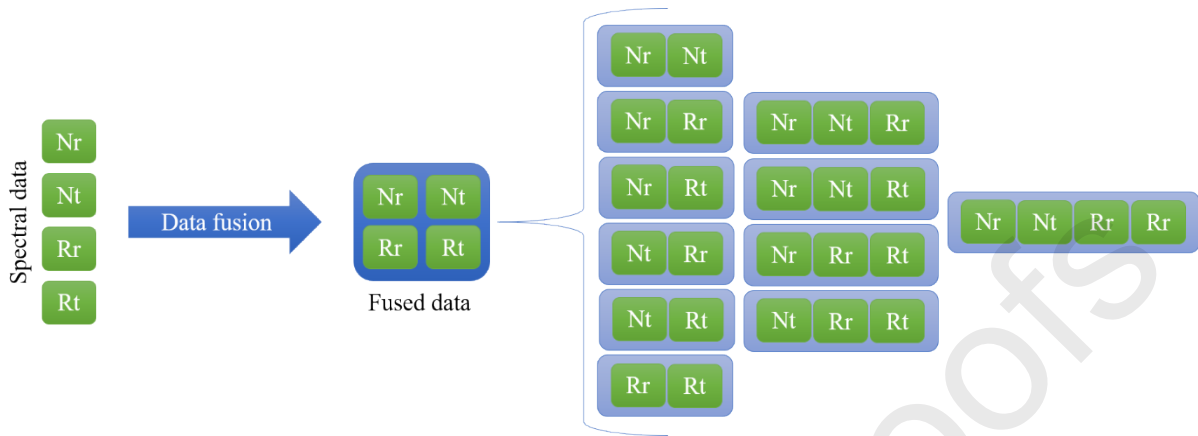 Spectral data
Nr
Nt
Rr
Rt
Data fusion
Nr Nt
Rr Rt
Fused data
Nr Nt
Nr Rr
Nr Rt
Nt Rr
Nt Rt
Rr Rt
Nr Nt Rr
Nr Nt Rt
Nr Rr Rt
Nt Rr Rt
Nr Nt Rr Rr
oofs